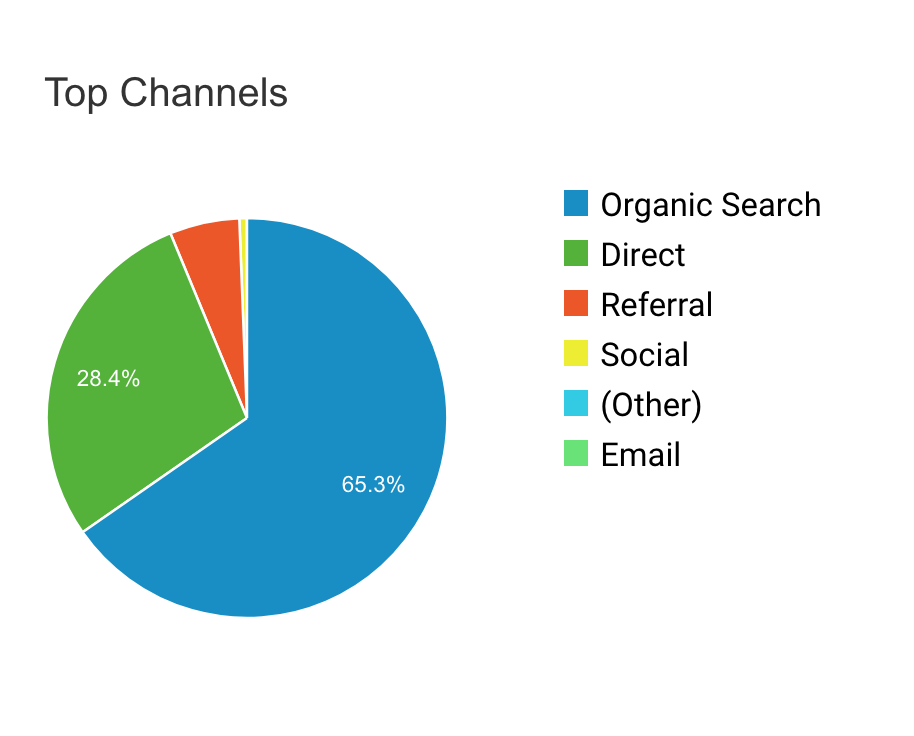 Top Channels
Organic Search
Direct
Referral
Social
(Other)
Email
28.4%
65.3%